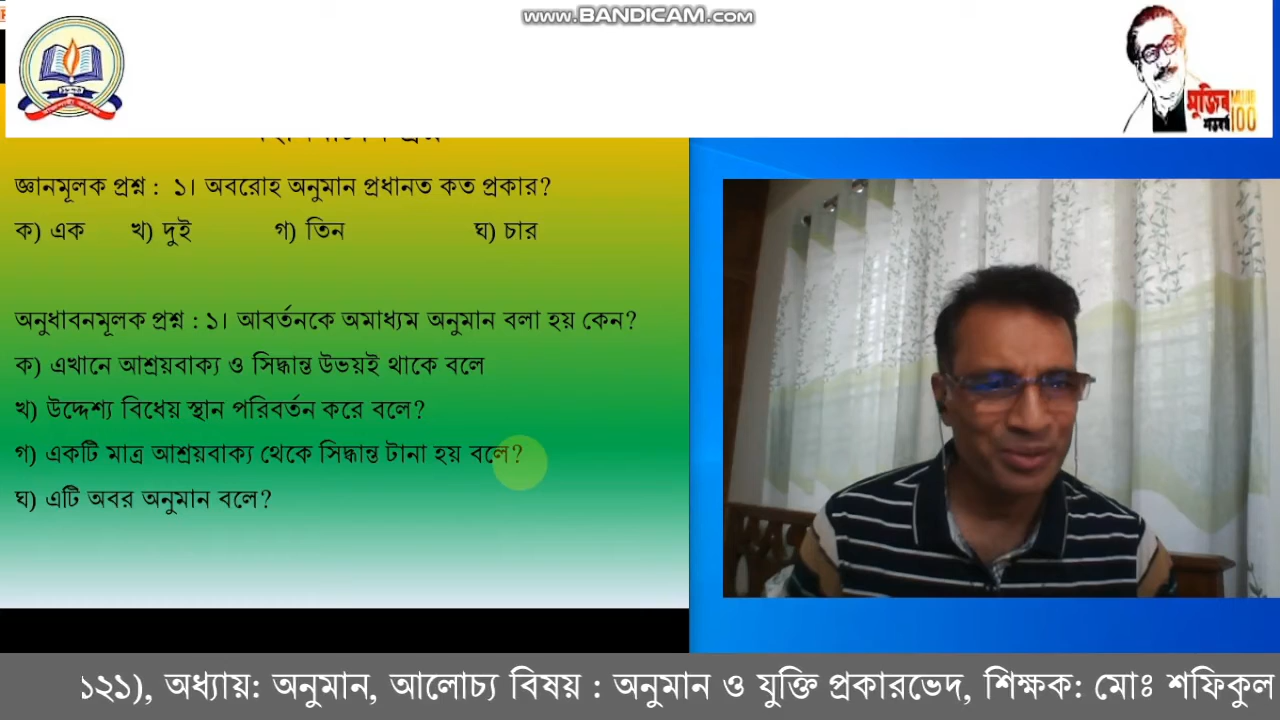 www.BANDICAM.com
মুজিব
শতবর্ষ 100
জ্ঞানমূলক প্রশ্ন : ১। অবরোহ অনুমান প্রধানত কত প্রকার?
ক) এক খ) দুই গ) তিন ঘ) চার
অনুধাবনমূলক প্রশ্ন : ১। আবর্তনকে অমাধ্যম অনুমান বলা হয় কেন?
ক) এখানে আশ্রয়বাক্য ও সিদ্ধান্ত উভয়ই থাকে বলে
খ) উদ্দেশ্য বিধেয় স্থান পরিবর্তন করে বলে?
গ) একটি মাত্র আশ্রয়বাক্য থেকে সিদ্ধান্ত টানা হয় বলে?
ঘ) এটি অবর অনুমান বলে?
১২১), অধ্যায়: অনুমান, আলোচ্য বিষয় : অনুমান ও যুক্তি প্রকারভেদ, শিক্ষক: মোঃ শফিকুল